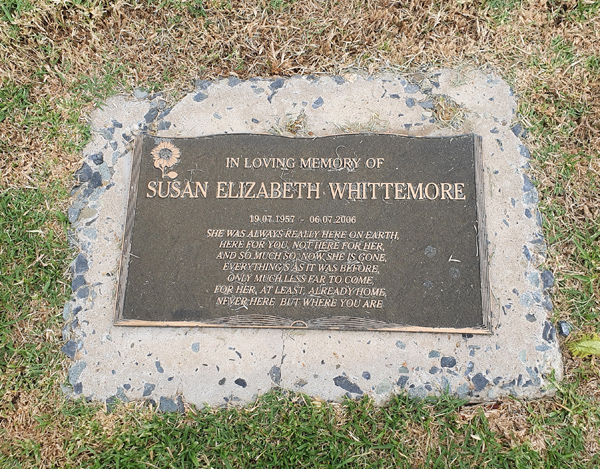 IN LOVING MEMORY OF
SUSAN ELIZABETH WHITTEMORE
19.07.1957 - 06.07.2006
SHE WAS ALWAYS REALLY HERE ON EARTH,
HERE FOR YOU, NOT HERE FOR HER,
AND SO MUCH SO, NOW SHE IS GONE,
EVERYTHING'S AS IT WAS BEFORE,
ONLY MUCH LESS FAR TO COME,
FOR HER, AT LEAST, ALREADY HOME,
NEVER HERE BUT WHERE YOU ARE